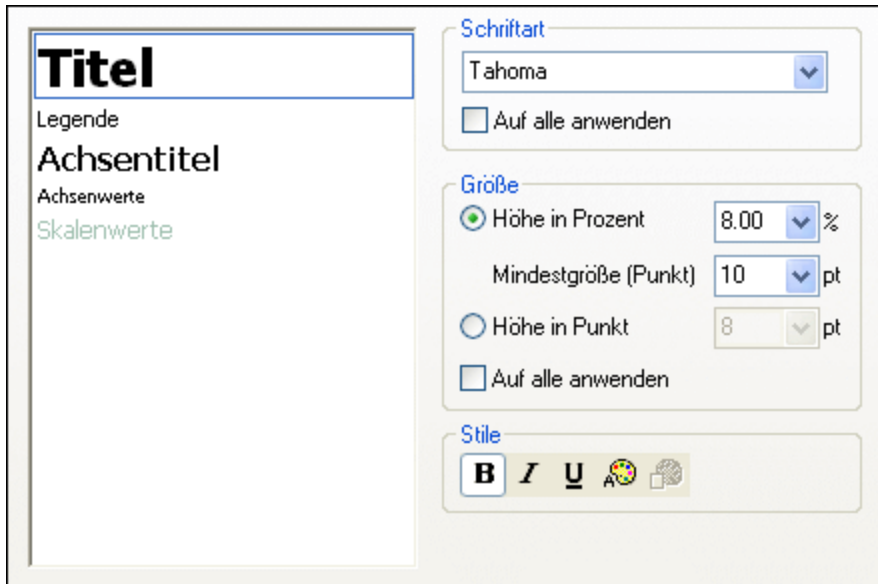 Titel
Legende
Achsentitel
Achsenwerte
Skalenwerte
Schriftart
Tahoma
Auf alle anwenden
Größe
Höhe in Prozent 8.00 %
Mindestgröße (Punkt) 10 pt
Höhe in Punkt 8 pt
Auf alle anwenden
Stile
B I U A